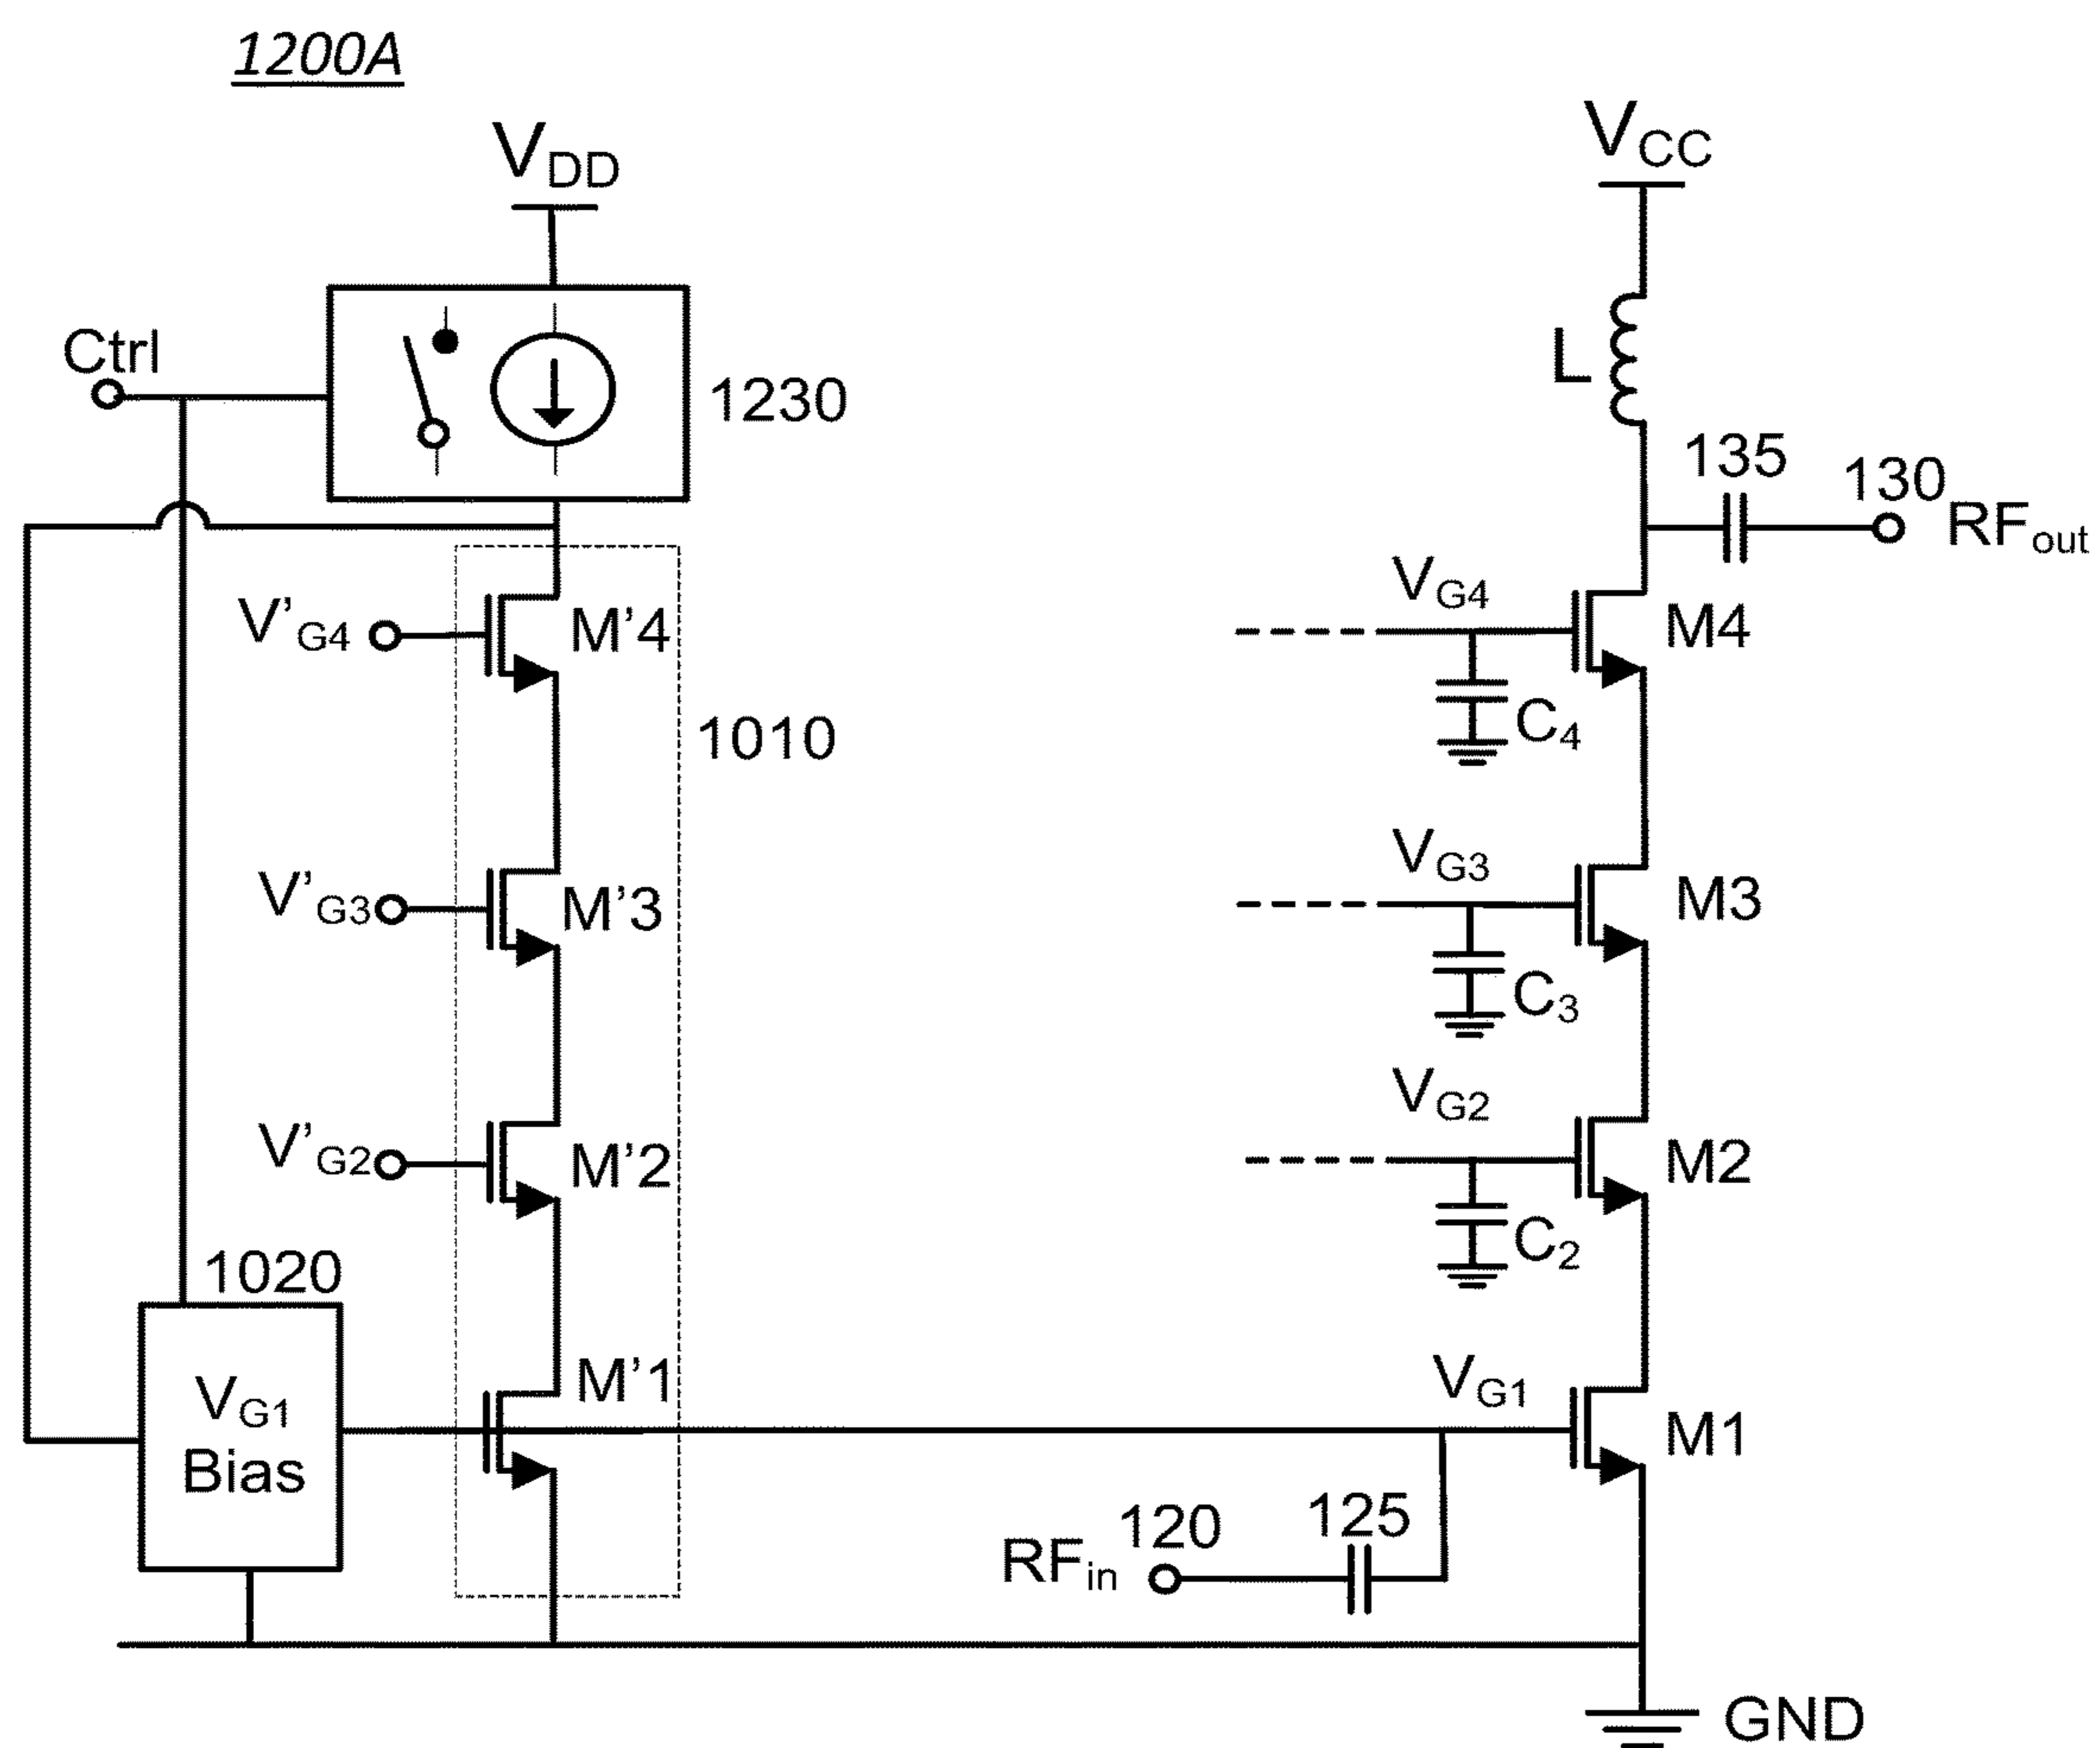 1200A
VDD
VCC
Ctrl
1230
L
135
130
RFout
V'G4
M'4
1010
VG4
M4
C4
V'G3
M'3
VG3
M3
C3
V'G2
M'2
VG2
M2
C2
1020
VG1
Bias
M'1
VG1
M1
RFin
120
125
GND